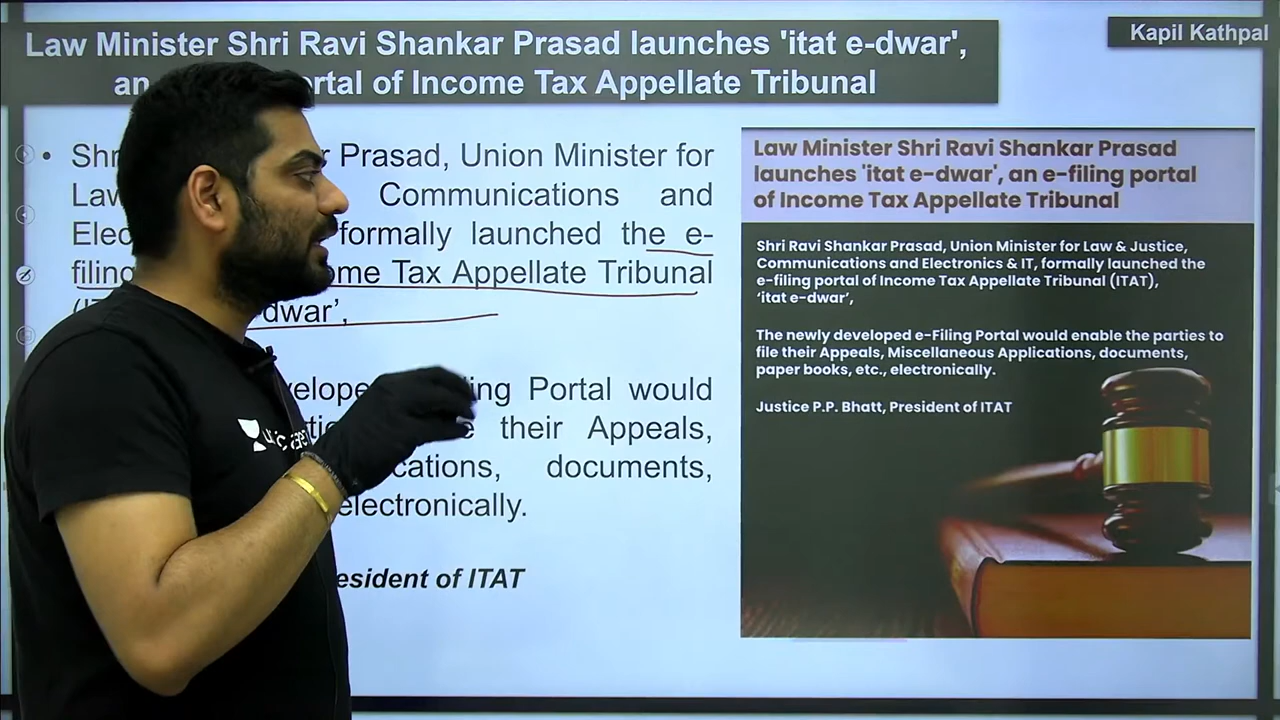 Law Minister Shri Ravi Shankar Prasad launches 'itat e-dwar',
Kapil Kathpal
an rtal of Income Tax Appellate Tribunal
• Shr r Prasad, Union Minister for
Law Communications and
Elec formally launched the e-
filing ome Tax Appellate Tribunal
dwar',
velope ing Portal would
their Appeals,
cations, documents,
electronically.
esident of ITAT
Law Minister Shri Ravi Shankar Prasad
launches 'itat e-dwar', an e-filing portal
of Income Tax Appellate Tribunal
Shri Ravi Shankar Prasad, Union Minister for Law & Justice,
Communications and Electronics & IT, formally launched the
e-filing portal of Income Tax Appellate Tribunal (ITAT),
'itat e-dwar',
The newly developed e-Filing Portal would enable the parties to
file their Appeals, Miscellaneous Applications, documents,
paper books, etc., electronically.
Justice P.P. Bhatt, President of ITAT